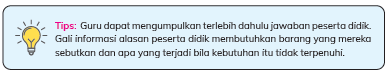 Tips: Guru dapat mengumpulkan terlebih dahulu jawaban peserta didik.
Gali informasi alasan peserta didik membutuhkan barang yang mereka
sebutkan dan apa yang terjadi bila kebutuhan itu tidak terpenuhi.